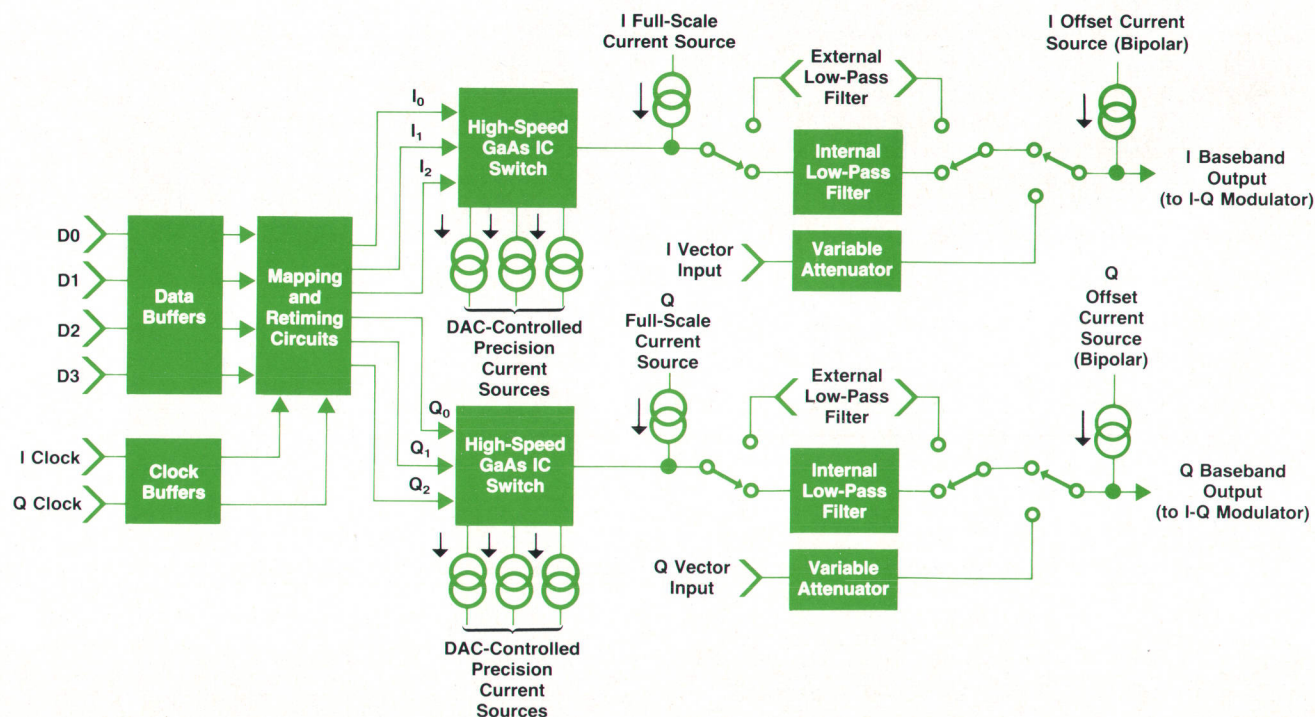 I Full-Scale
Current Source
I Offset Current
Source (Bipolar)
External
Low-Pass
Filter
I0
I1
I2
High-Speed
GaAs IC
Switch
Internal
Low-Pass
Filter
I Baseband
Output
(to I-Q Modulator)
D0
D1
D2
D3
Data
Buffers
Mapping
and
Retiming
Circuits
I Vector
Input
Variable
Attenuator
DAC-Controlled
Precision
Current
Sources
Q
Full-Scale
Current
Source
Q
Offset
Current
Source
(Bipolar)
External
Low-Pass
Filter
I Clock
Q Clock
Clock
Buffers
Q0
Q1
Q2
High-Speed
GaAs IC
Switch
Internal
Low-Pass
Filter
Q Baseband
Output
(to I-Q Modulator)
Q Vector
Input
Variable
Attenuator
DAC-Controlled
Precision
Current
Sources